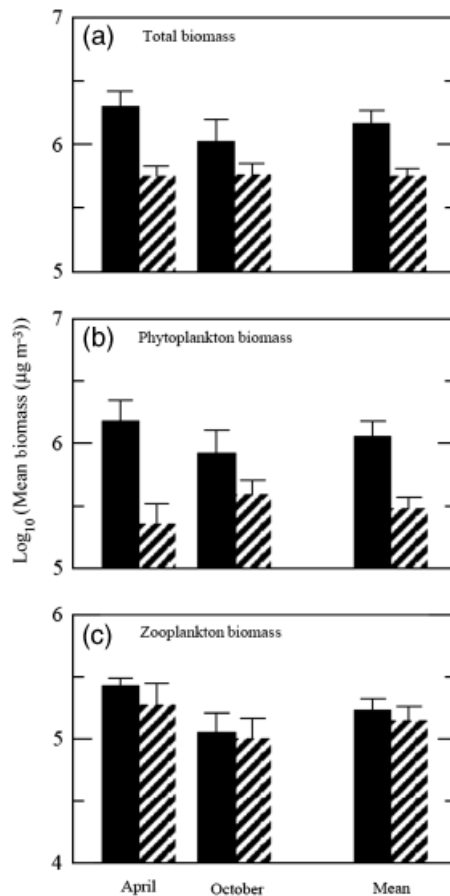 7
(a) Total biomass
6
5
7
(b) Phytoplankton biomass
6
5
Log₁₀ (Mean biomass (µg m⁻³))
6
(c) Zooplankton biomass
5
4
April October Mean